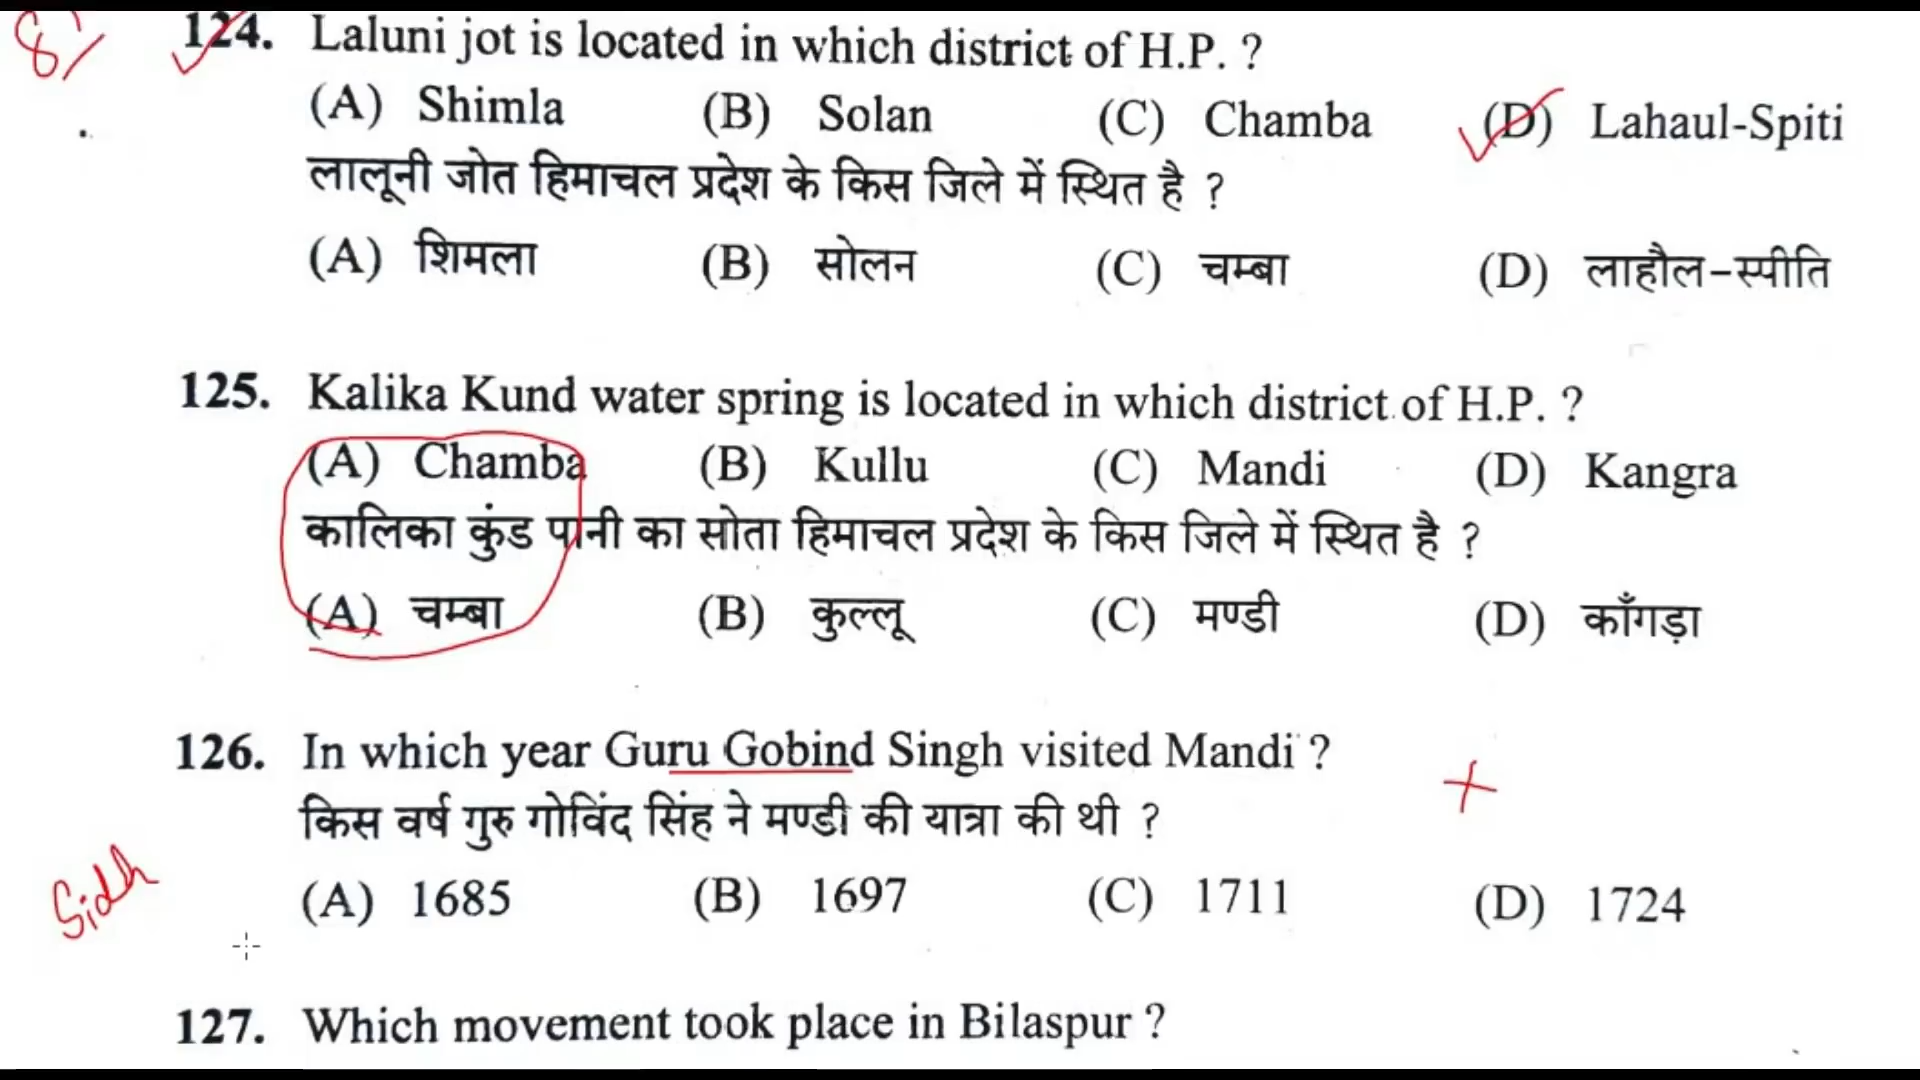 8/
124. Laluni jot is located in which district of H.P. ?
(A) Shimla (B) Solan (C) Chamba (D) Lahaul-Spiti
लालूनी जोत हिमाचल प्रदेश के किस जिले में स्थित है ?
(A) शिमला (B) सोलन (C) चम्बा (D) लाहौल-स्पीति
125. Kalika Kund water spring is located in which district of H.P. ?
(A) Chamba (B) Kullu (C) Mandi (D) Kangra
कालिका कुंड पानी का सोता हिमाचल प्रदेश के किस जिले में स्थित है ?
(A) चम्बा (B) कुल्लू (C) मण्डी (D) काँगड़ा
126. In which year Guru Gobind Singh visited Mandi ?
किस वर्ष गुरु गोविंद सिंह ने मण्डी की यात्रा की थी ?
Sidh
(A) 1685 (B) 1697 (C) 1711 (D) 1724
127. Which movement took place in Bilaspur ?